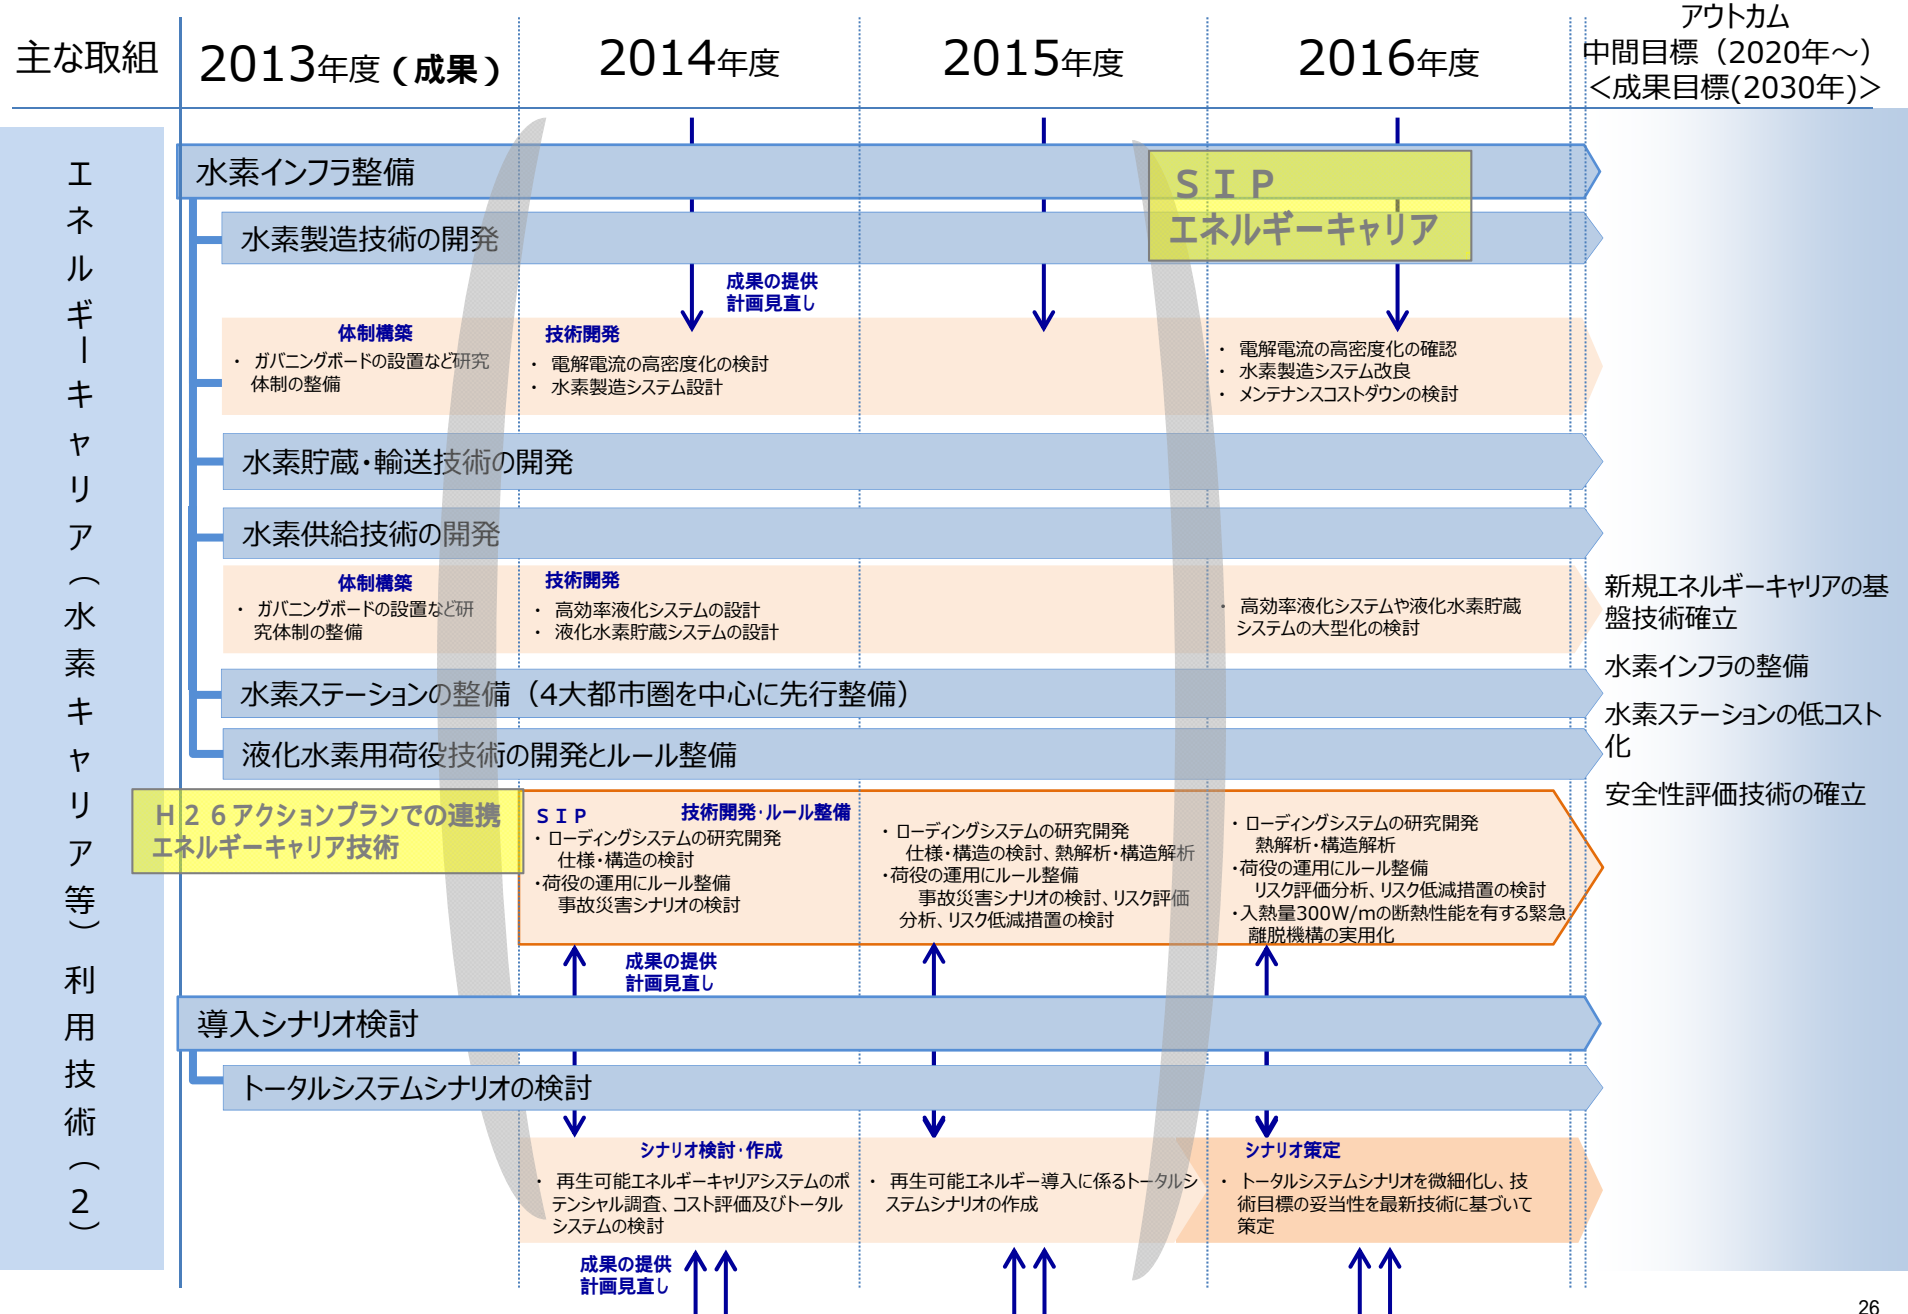 主な取組
2013年度(成果)
2014年度
2015年度
2016年度
アウトカム
中間目標（2020年～）
＜成果目標(2030年)＞
エネルギーキャリア（水素キャリア等）利用技術（２）
水素インフラ整備
ＳＩＰ
エネルギーキャリア
水素製造技術の開発
成果の提供
計画見直し
体制構築
・ ガバニングボードの設置など研究
体制の整備
技術開発
・ 電解電流の高密度化の検討
・ 水素製造システム設計
・ 電解電流の高密度化の確認
・ 水素製造システム改良
・ メンテナンスコストダウンの検討
水素貯蔵・輸送技術の開発
水素供給技術の開発
体制構築
・ ガバニングボードの設置など研
究体制の整備
技術開発
・ 高効率液化システムの設計
・ 液化水素貯蔵システムの設計
・ 高効率液化システムや液化水素貯蔵
システムの大型化の検討
水素ステーションの整備（4大都市圏を中心に先行整備）
液化水素用荷役技術の開発とルール整備
Ｈ２６アクションプランでの連携
エネルギーキャリア技術
ＳＩＰ
技術開発・ルール整備
・ローディングシステムの研究開発
仕様・構造の検討
・荷役の運用にルール整備
事故災害シナリオの検討
・ローディングシステムの研究開発
仕様・構造の検討、熱解析・構造解析
・荷役の運用にルール整備
事故災害シナリオの検討、リスク評価
分析、リスク低減措置の検討
・ローディングシステムの研究開発
熱解析・構造解析
・荷役の運用にルール整備
リスク評価分析、リスク低減措置の検討
・入熱量300W/mの断熱性能を有する緊急
離脱機構の実用化
成果の提供
計画見直し
導入シナリオ検討
トータルシステムシナリオの検討
シナリオ検討・作成
・ 再生可能エネルギーキャリアシステムのポ
テンシャル調査、コスト評価及びトータル
システムの検討
・ 再生可能エネルギー導入に係るトータルシ
ステムシナリオの作成
シナリオ策定
・ トータルシステムシナリオを微細化し、技
術目標の妥当性を最新技術に基づいて
策定
成果の提供
計画見直し
新規エネルギーキャリアの基
盤技術確立
水素インフラの整備
水素ステーションの低コスト
化
安全性評価技術の確立
26